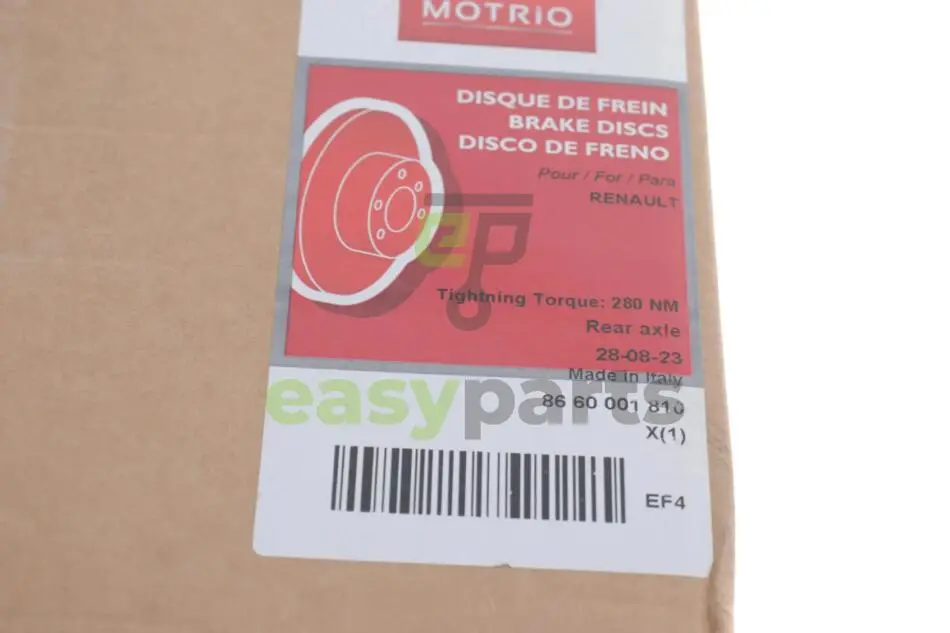 MOTRIO
DISQUE DE FREIN
BRAKE DISCS
DISCO DE FRENO
Pour / For / Para
RENAULT
Tightning Torque: 280 NM
Rear axle
28-08-23
Made in Italy
86 60 001 810
X(1)
EF4
easyparts